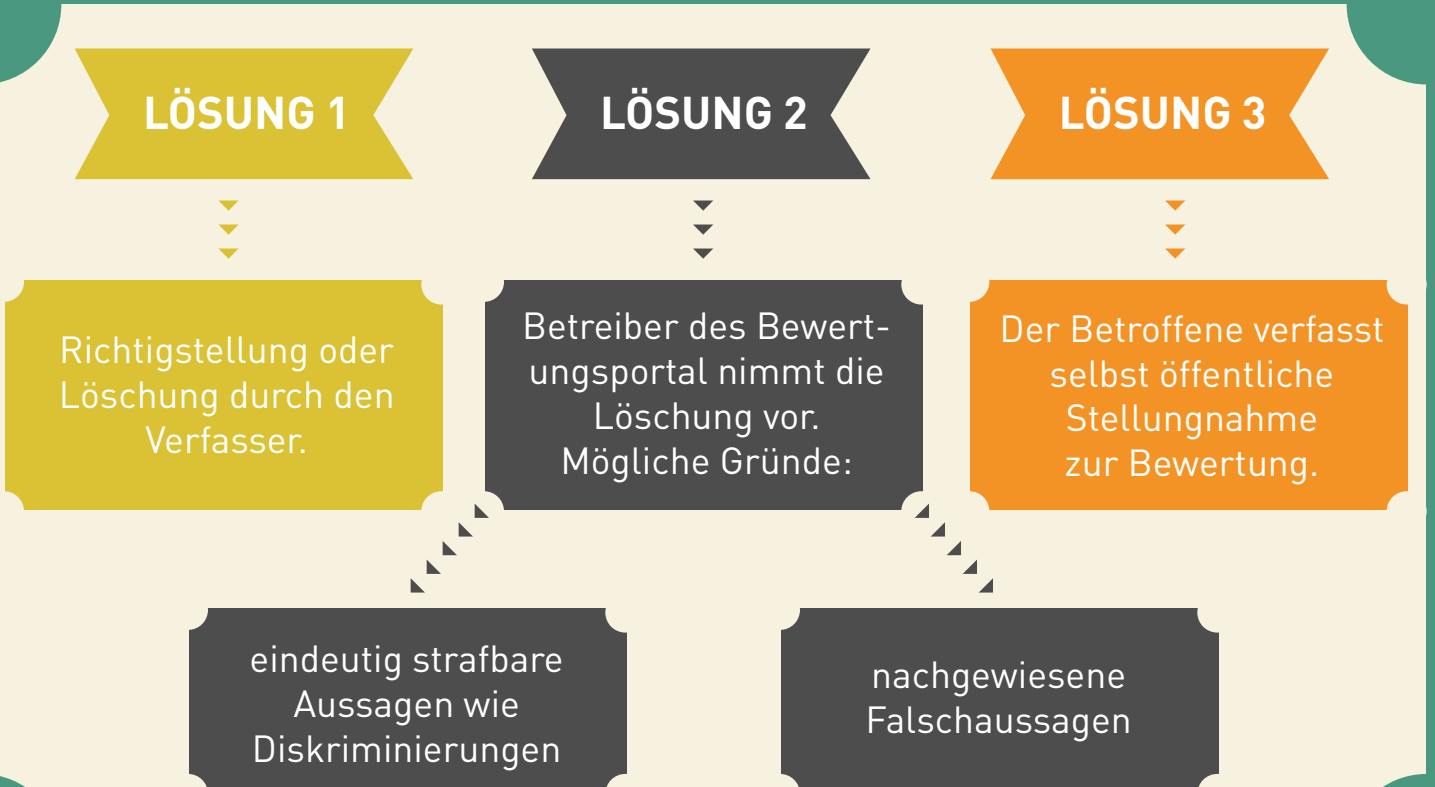 LÖSUNG 1
LÖSUNG 2
LÖSUNG 3
Richtigstellung oder
Löschung durch den
Verfasser.
Betreiber des Bewert-
ungsportal nimmt die
Löschung vor.
Mögliche Gründe:
Der Betroffene verfasst
selbst öffentliche
Stellungnahme
zur Bewertung.
eindeutig strafbare
Aussagen wie
Diskriminierungen
nachgewiesene
Falschaussagen